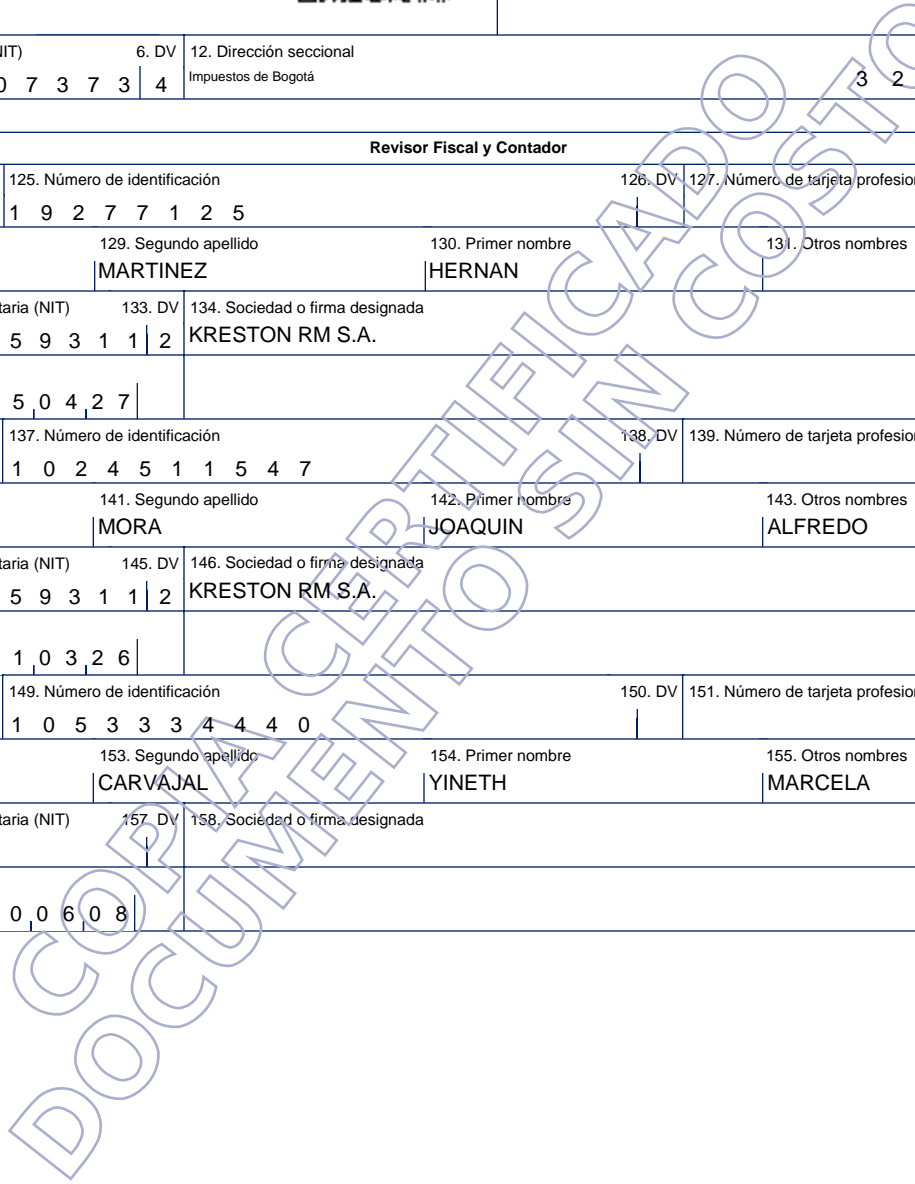 NIT) 6. DV 12. Dirección seccional
0 7 3 7 3 4 Impuestos de Bogotá 3 2
Revisor Fiscal y Contador
125. Número de identificación 126. DV 127. Número de tarjeta profesion
1 9 2 7 7 1 2 5
129. Segundo apellido 130. Primer nombre 131. Otros nombres
MARTINEZ HERNAN
taria (NIT) 133. DV 134. Sociedad o firma designada
5 9 3 1 1 2 KRESTON RM S.A.
5 0 4 2 7
137. Número de identificación 138. DV 139. Número de tarjeta profesion
1 0 2 4 5 1 1 5 4 7
141. Segundo apellido 142. Primer nombre 143. Otros nombres
MORA JOAQUIN ALFREDO
taria (NIT) 145. DV 146. Sociedad o firma designada
5 9 3 1 1 2 KRESTON RM S.A.
1 0 3 2 6
149. Número de identificación 150. DV 151. Número de tarjeta profesion
1 0 5 3 3 3 4 4 4 0
153. Segundo apellido 154. Primer nombre 155. Otros nombres
CARVAJAL YINETH MARCELA
taria (NIT) 157. DV 158. Sociedad o firma designada
0 0 6 0 8
COPIA CERTIFICADO
DOCUMENTO SIN COSTO